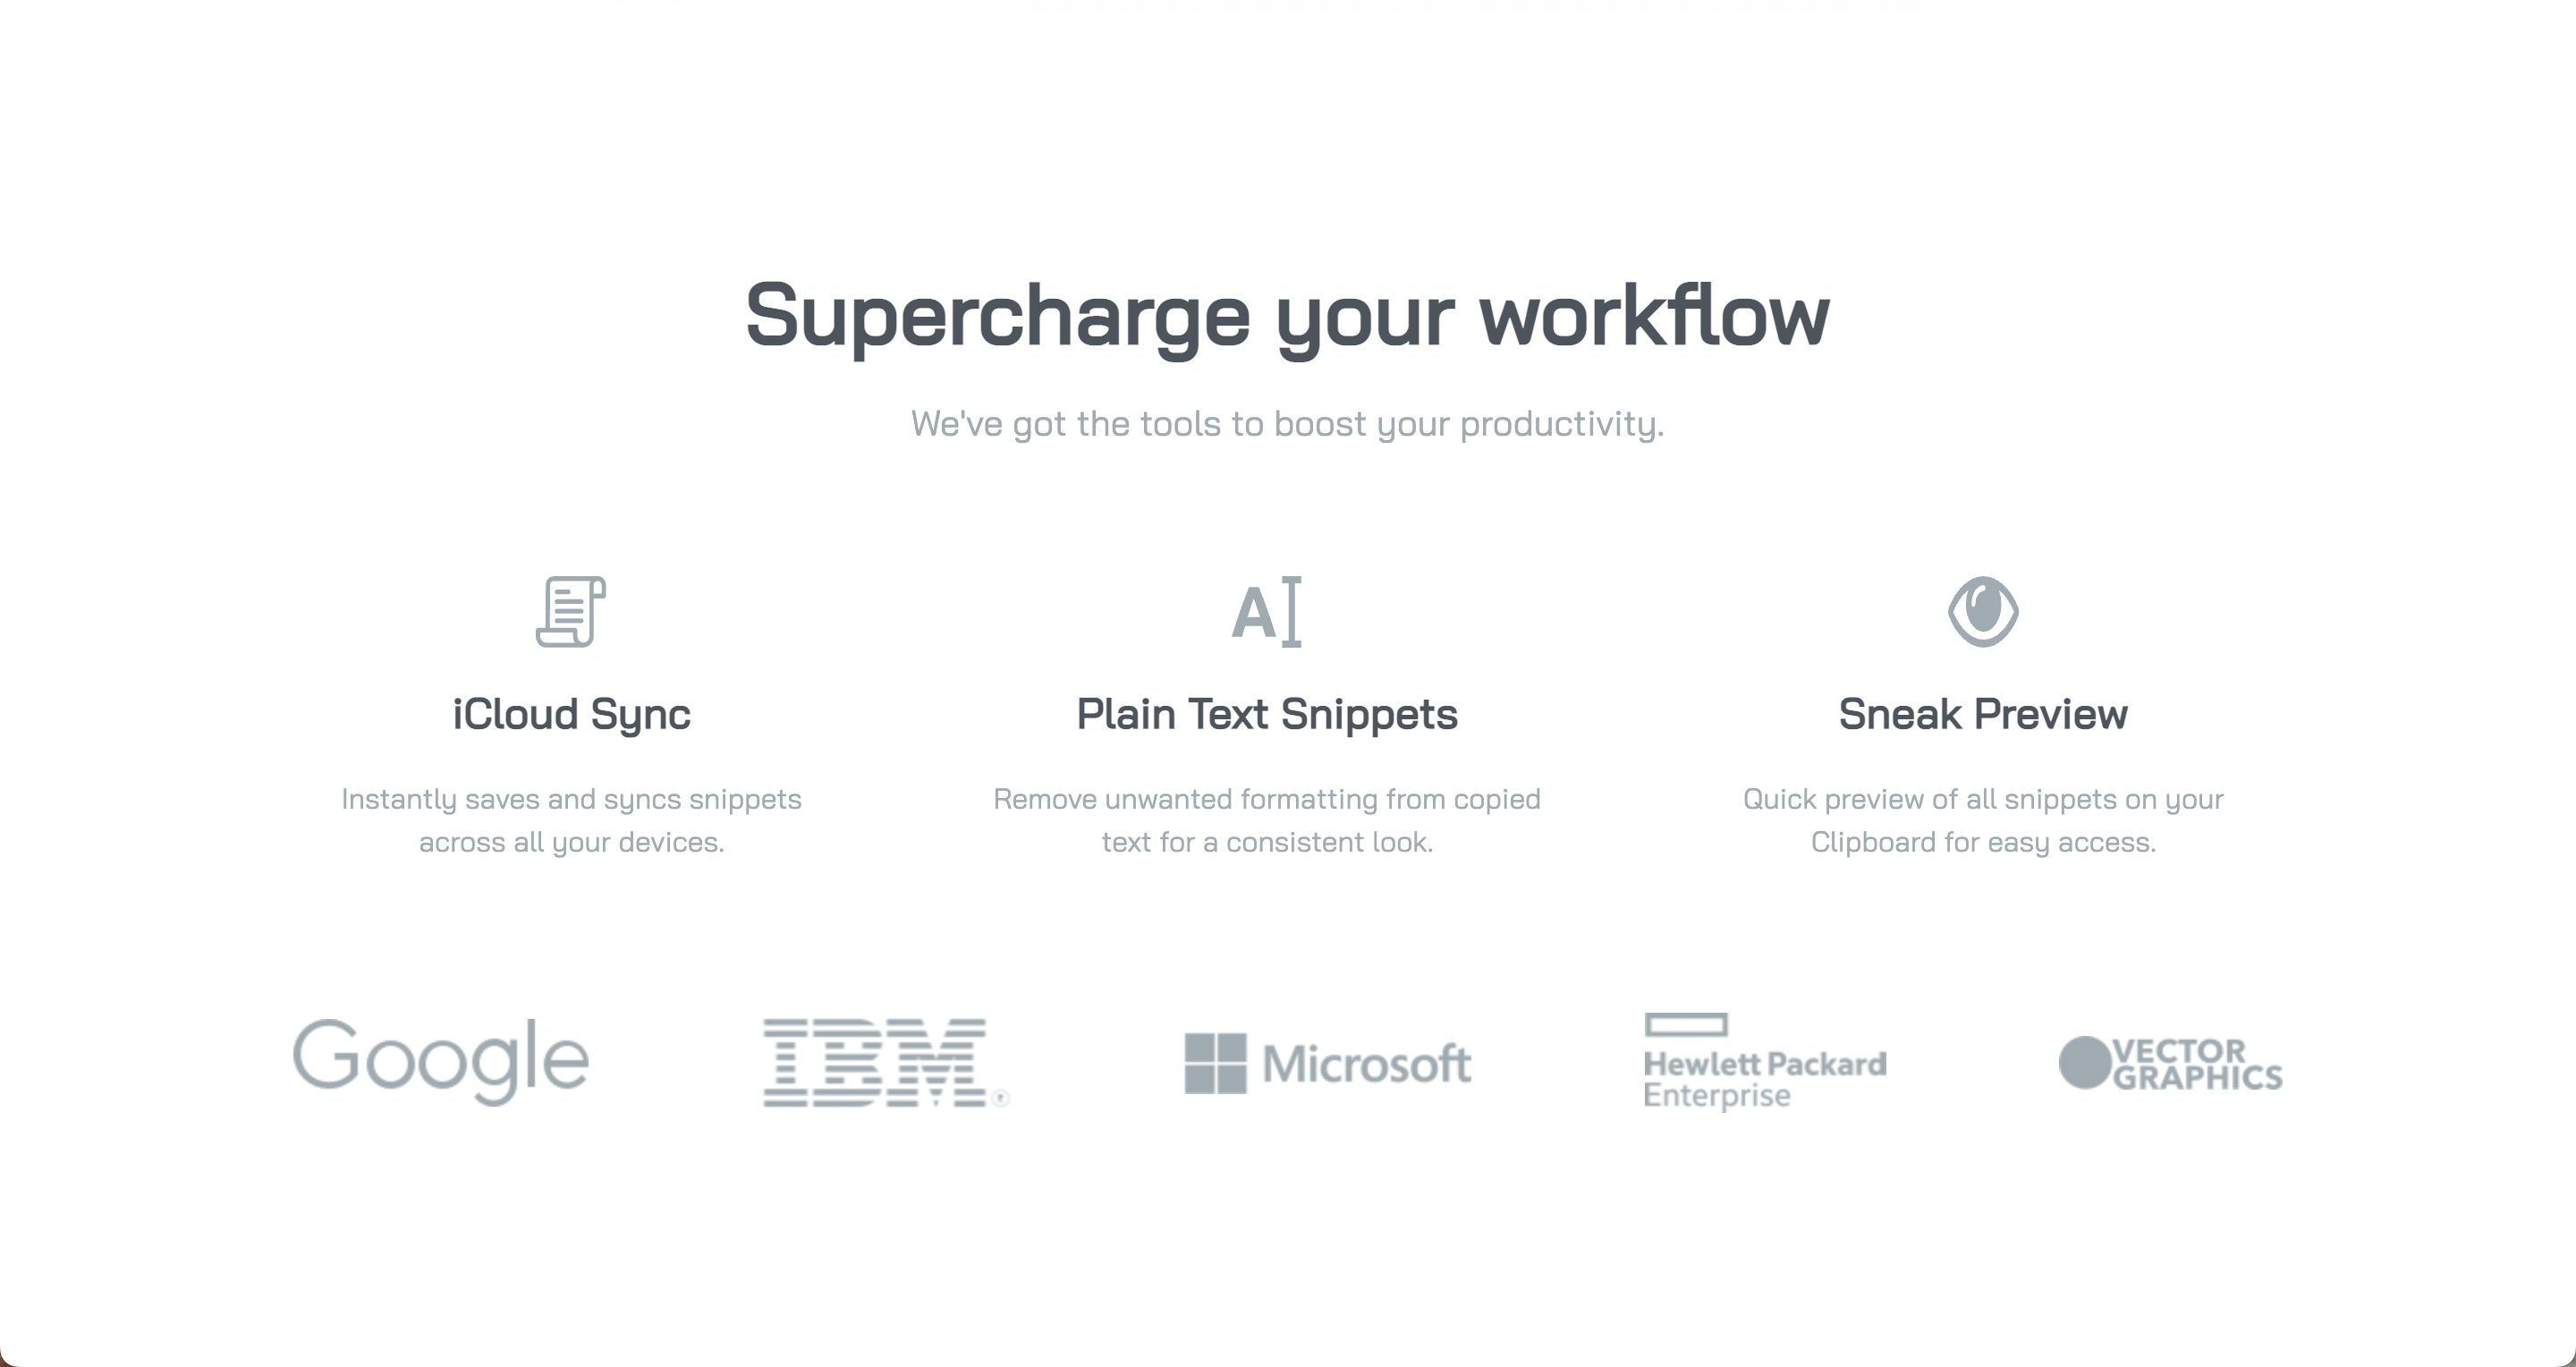 Supercharge your workflow
We've got the tools to boost your productivity.
AI
iCloud Sync
Plain Text Snippets
Sneak Preview
Instantly saves and syncs snippets
across all your devices.
Remove unwanted formatting from copied
text for a consistent look.
Quick preview of all snippets on your
Clipboard for easy access.
Google
IBM®
Microsoft
Hewlett Packard
Enterprise
VECTOR
GRAPHICS